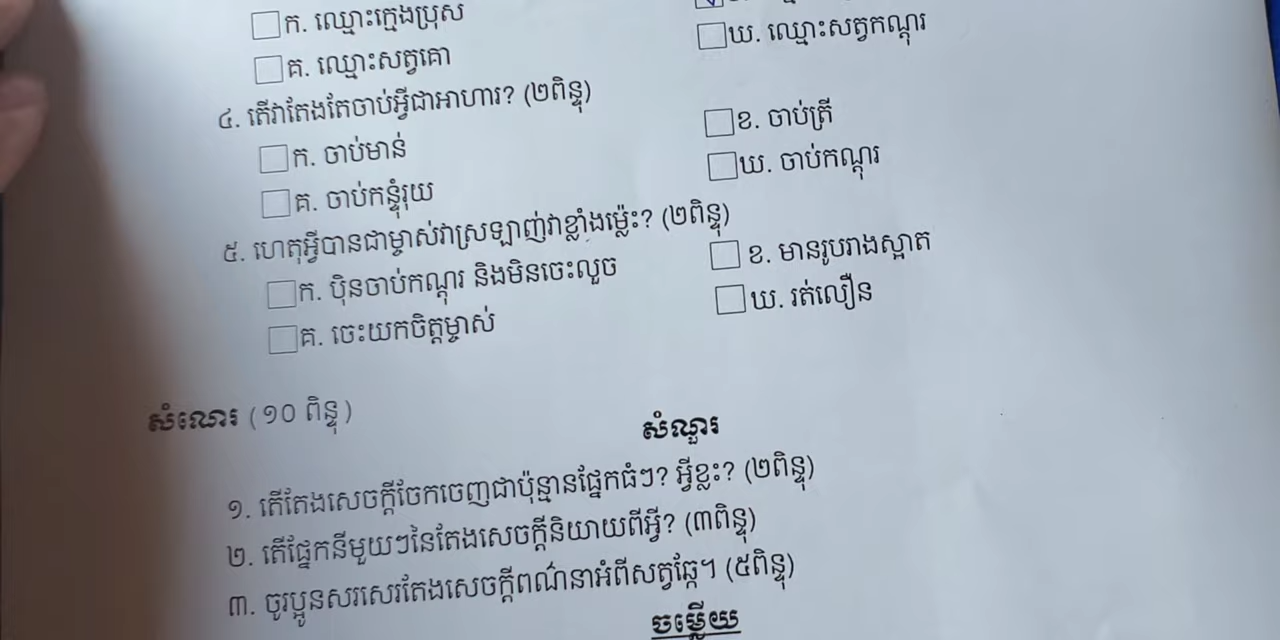 ក. ឈ្មោះក្មេងប្រុស
គ. ឈ្មោះសត្វគោ
ឃ. ឈ្មោះសត្វកណ្ដុរ
៤. តើវាតែងតែចាប់អ្វីជាអាហារ? (២ពិន្ទុ)
ក. ចាប់មាន់
ខ. ចាប់ត្រី
គ. ចាប់កន្ទុំរុយ
ឃ. ចាប់កណ្ដុរ
៥. ហេតុអ្វីបានជាម្ចាស់វាស្រឡាញ់វាខ្លាំងម្ល៉េះ? (២ពិន្ទុ)
ក. ប៉ិនចាប់កណ្ដុរ និងមិនចេះលួច
ខ. មានរូបរាងស្អាត
គ. ចេះយកចិត្តម្ចាស់
ឃ. រត់លឿន
សំណេរ (១០ ពិន្ទុ)
សំណួរ
១. តើតែងសេចក្ដីចែកចេញជាប៉ុន្មានផ្នែកធំៗ? អ្វីខ្លះ? (២ពិន្ទុ)
២. តើផ្នែកនីមួយៗនៃតែងសេចក្ដីនិយាយពីអ្វី? (៣ពិន្ទុ)
៣. ចូរប្អូនសរសេរតែងសេចក្ដីពណ៌នាអំពីសត្វឆ្កែ។ (៥ពិន្ទុ)
ចម្លើយ